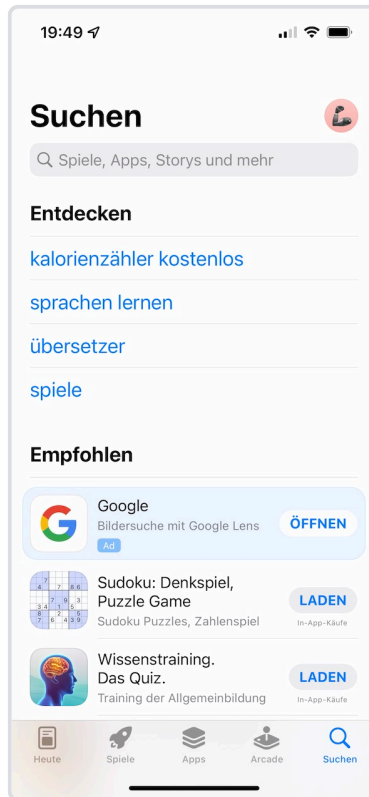 19:49
Suchen
Spiele, Apps, Storys und mehr
Entdecken
kalorienzähler kostenlos
sprachen lernen
übersetzer
spiele
Empfohlen
Google
Bildersuche mit Google Lens
Ad
ÖFFNEN
Sudoku: Denkspiel,
Puzzle Game
Sudoku Puzzles, Zahlenspiel
LADEN
In-App-Käufe
Wissenstraining.
Das Quiz.
Training der Allgemeinbildung
LADEN
In-App-Käufe
Heute
Spiele
Apps
Arcade
Suchen